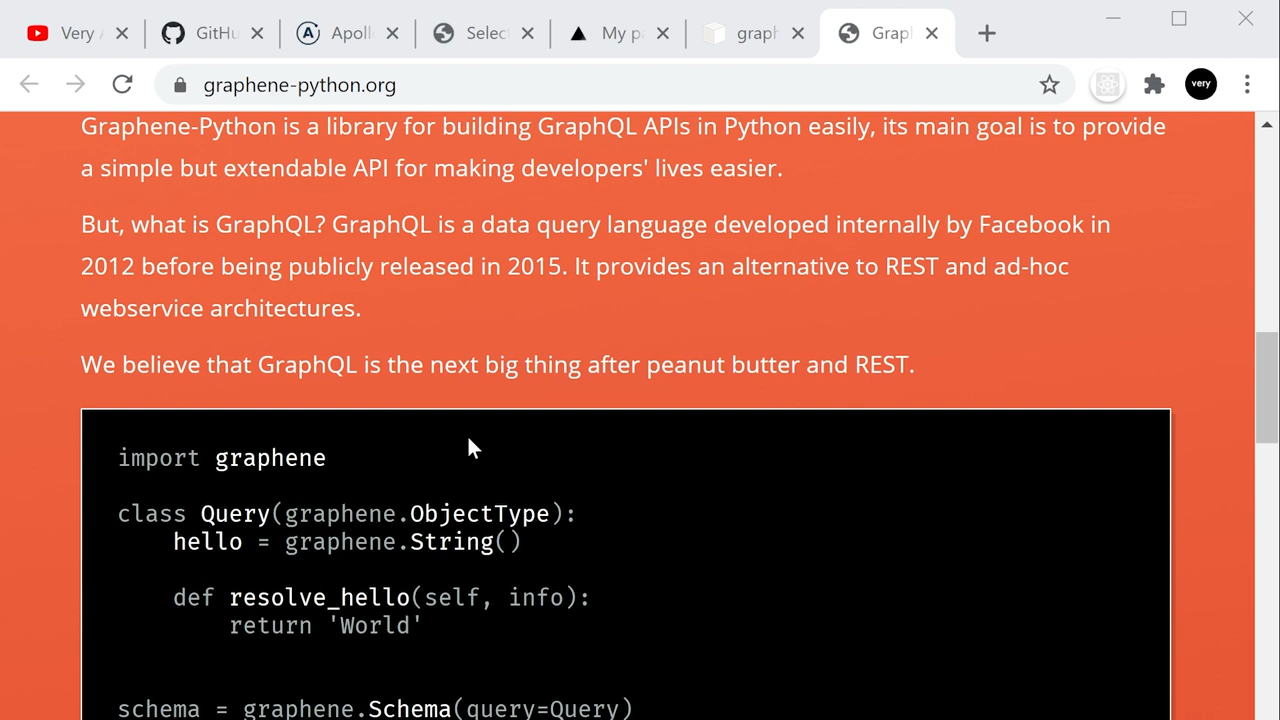 Very
GitHu
Apoll
Selec
My p
graph
Grap
graphene-python.org
very
Graphene-Python is a library for building GraphQL APIs in Python easily, its main goal is to provide
a simple but extendable API for making developers' lives easier.
But, what is GraphQL? GraphQL is a data query language developed internally by Facebook in
2012 before being publicly released in 2015. It provides an alternative to REST and ad-hoc
webservice architectures.
We believe that GraphQL is the next big thing after peanut butter and REST.
import graphene
class Query(graphene.ObjectType):
hello = graphene.String()
def resolve_hello(self, info):
return 'World'
schema = graphene.Schema(query=Query)